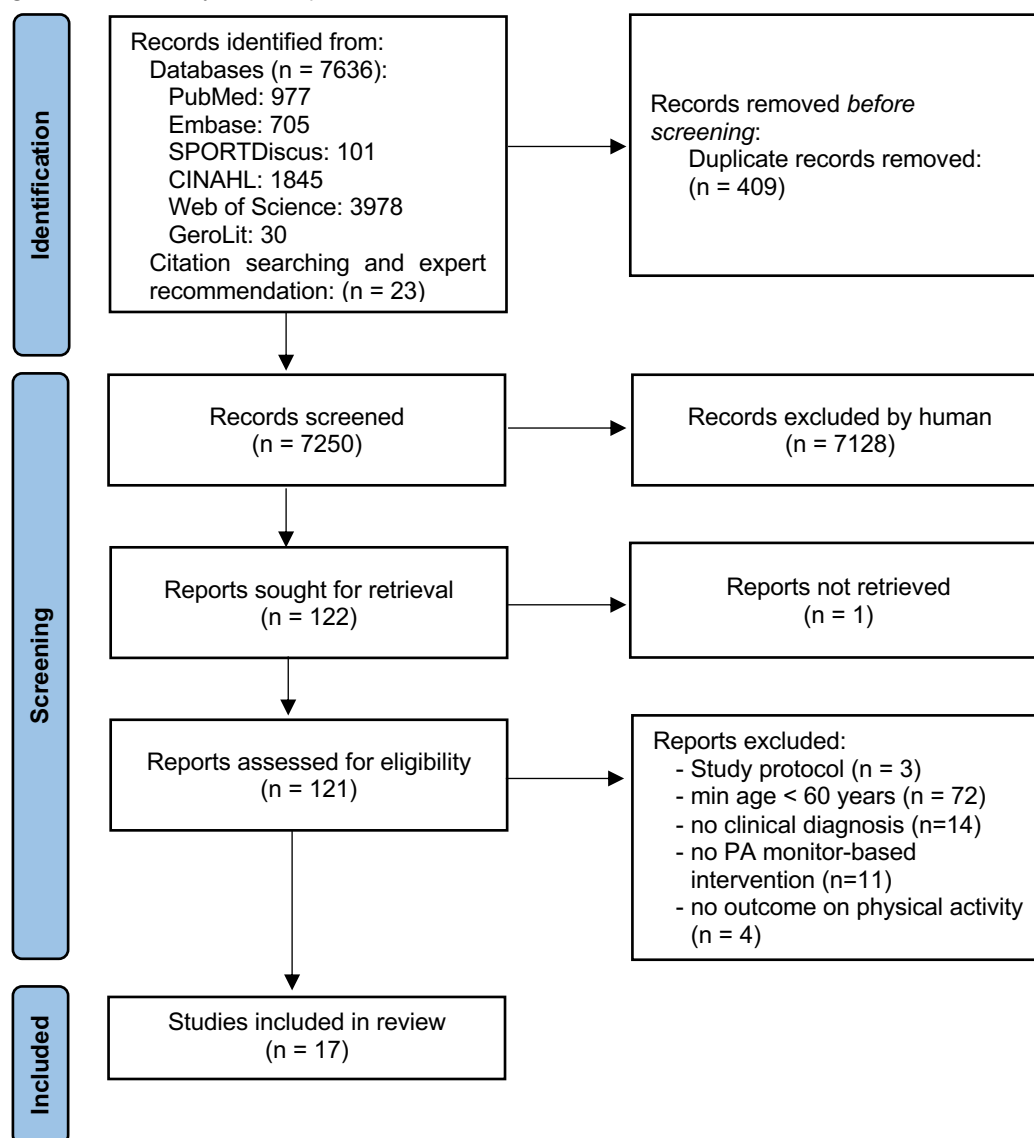 Identification
Records identified from:
Databases (n = 7636):
PubMed: 977
Embase: 705
SPORTDiscus: 101
CINAHL: 1845
Web of Science: 3978
GeroLit: 30
Citation searching and expert
recommendation: (n = 23)
Records removed before
screening:
Duplicate records removed:
(n = 409)
Screening
Records screened
(n = 7250)
Records excluded by human
(n = 7128)
Reports sought for retrieval
(n = 122)
Reports not retrieved
(n = 1)
Reports assessed for eligibility
(n = 121)
Reports excluded:
- Study protocol (n = 3)
- min age < 60 years (n = 72)
- no clinical diagnosis (n=14)
- no PA monitor-based
intervention (n=11)
- no outcome on physical activity
(n = 4)
Included
Studies included in review
(n = 17)